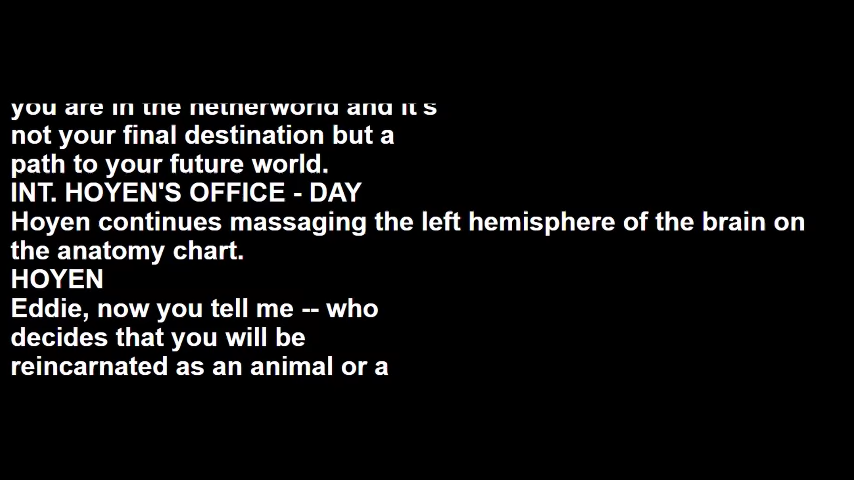 you are in the netherworld and it's
not your final destination but a
path to your future world.
INT. HOYEN'S OFFICE - DAY
Hoyen continues massaging the left hemisphere of the brain on
the anatomy chart.
HOYEN
Eddie, now you tell me -- who
decides that you will be
reincarnated as an animal or a